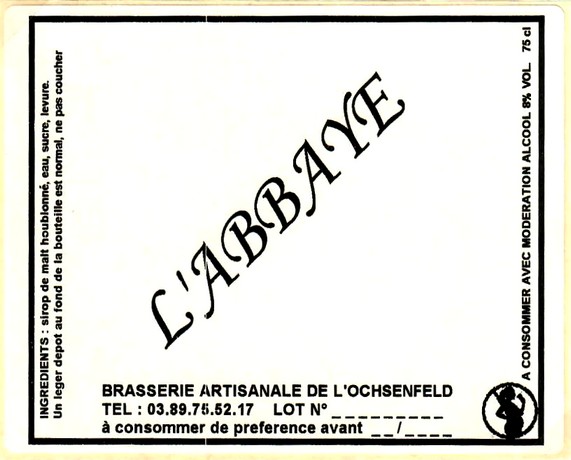 INGREDIENTS : sirop de malt houblonné, eau, sucre, levure.
Un leger depot au fond de la bouteille est normal, ne pas coucher
L'ABBAYE
BRASSERIE ARTISANALE DE L'OCHSENFELD
TEL : 03.89.75.52.17 LOT N° _ _ _ _ _ _ _ _ _ _
à consommer de preference avant _ _ / _ _ _ _
A CONSOMMER AVEC MODERATION ALCOOL 8% VOL. 75 cl